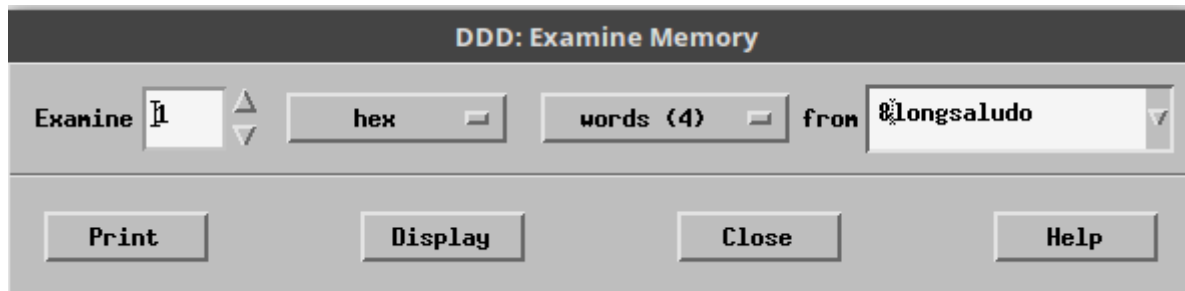 DDD: Examine Memory
Examine 1 hex words (4) from &longsaludo
Print Display Close Help